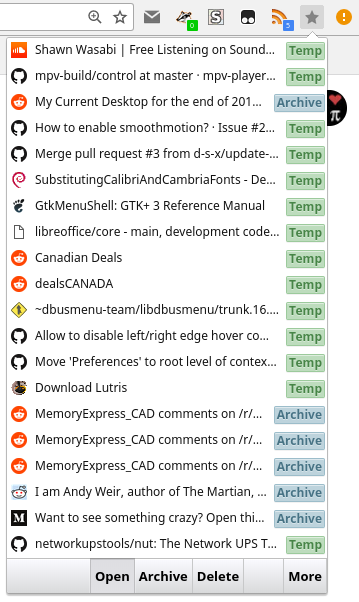 0
S
5
Shawn Wasabi | Free Listening on Sound... Temp
mpv-build/control at master · mpv-player... Temp
My Current Desktop for the end of 201... Archive
π
How to enable smoothmotion? · Issue #2... Temp
Merge pull request #3 from d-s-x/update-... Temp
SubstitutingCalibriAndCambriaFonts - De... Temp
GtkMenuShell: GTK+ 3 Reference Manual Temp
libreoffice/core - main, development code... Temp
Canadian Deals Temp
dealsCANADA Temp
~dbusmenu-team/libdbusmenu/trunk.16.... Temp
Allow to disable left/right edge hover co... Temp
Move 'Preferences' to root level of contex... Temp
Download Lutris Temp
MemoryExpress_CAD comments on /r/... Archive
MemoryExpress_CAD comments on /r/... Archive
MemoryExpress_CAD comments on /r/... Archive
I am Andy Weir, author of The Martian, ... Archive
M Want to see something crazy? Open thi... Archive
networkupstools/nut: The Network UPS T... Temp
Open Archive Delete More